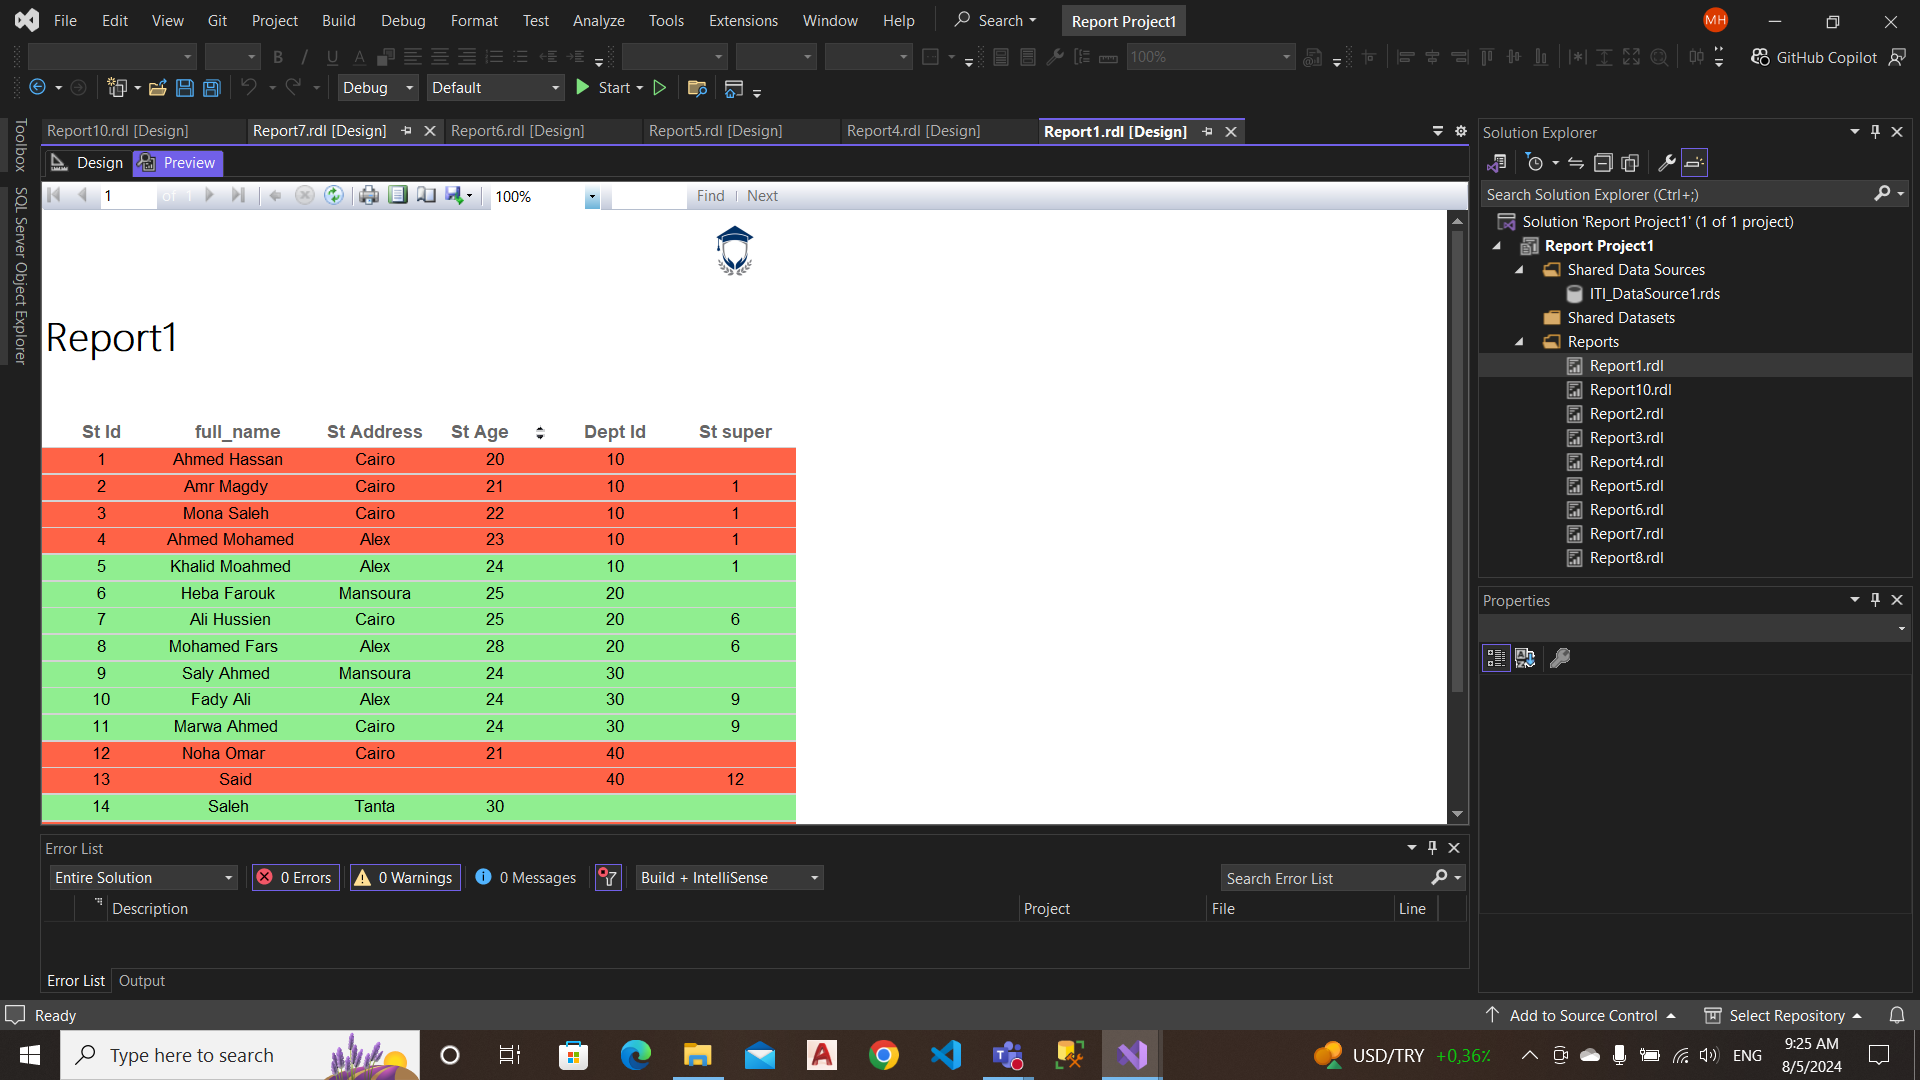 File Edit View Git Project Build Debug Format Test Analyze Tools Extensions Window Help Search Report Project1 MH
100% GitHub Copilot
Debug Default Start
Toolbox
SQL Server Object Explorer
Report10.rdl [Design] Report7.rdl [Design] Report6.rdl [Design] Report5.rdl [Design] Report4.rdl [Design] Report1.rdl [Design]
Design Preview
1 of 1 100% Find Next
Report1
St Id full_name St Address St Age Dept Id St super
1 Ahmed Hassan Cairo 20 10
2 Amr Magdy Cairo 21 10 1
3 Mona Saleh Cairo 22 10 1
4 Ahmed Mohamed Alex 23 10 1
5 Khalid Moahmed Alex 24 10 1
6 Heba Farouk Mansoura 25 20
7 Ali Hussien Cairo 25 20 6
8 Mohamed Fars Alex 28 20 6
9 Saly Ahmed Mansoura 24 30
10 Fady Ali Alex 24 30 9
11 Marwa Ahmed Cairo 24 30 9
12 Noha Omar Cairo 21 40
13 Said 40 12
14 Saleh Tanta 30
Solution Explorer
Search Solution Explorer (Ctrl+;)
Solution 'Report Project1' (1 of 1 project)
Report Project1
Shared Data Sources
ITI_DataSource1.rds
Shared Datasets
Reports
Report1.rdl
Report10.rdl
Report2.rdl
Report3.rdl
Report4.rdl
Report5.rdl
Report6.rdl
Report7.rdl
Report8.rdl
Properties
Error List
Entire Solution 0 Errors 0 Warnings 0 Messages Build + IntelliSense Search Error List
Description Project File Line
Error List Output
Ready Add to Source Control Select Repository
Type here to search USD/TRY +0,36% ENG 9:25 AM
8/5/2024